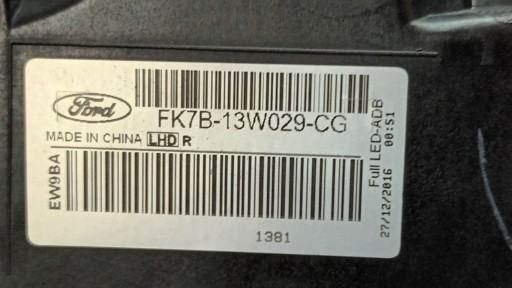 Ford
FK7B-13W029-CG
MADE IN CHINA LHD R
EW9BA
1381
Full LED-ADB
27/12/2016 00:51